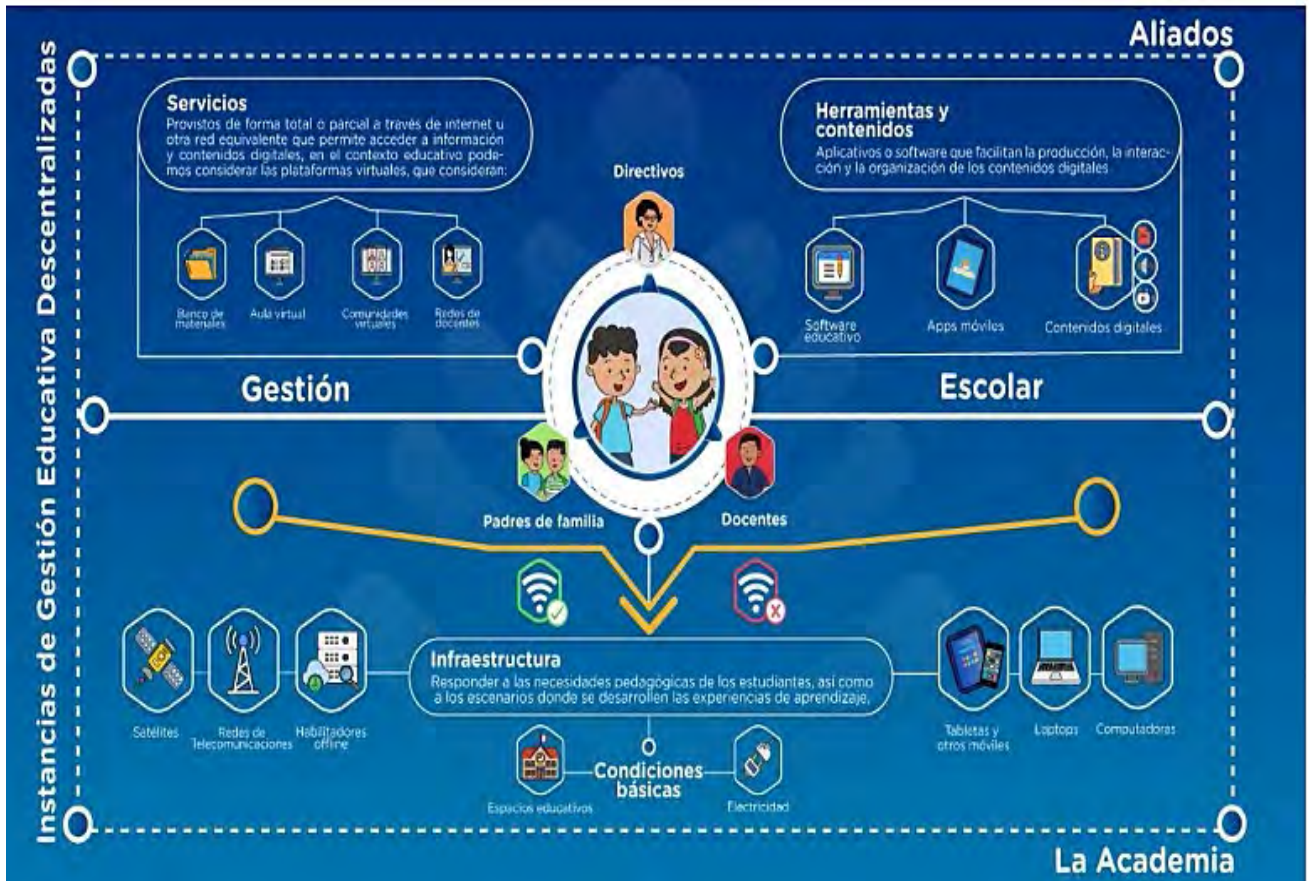 Aliados
Instancias de Gestión Educativa Descentralizadas
Servicios
Provistos de forma total o parcial a través de internet u
otra red equivalente que permite acceder a información
y contenidos digitales, en el contexto educativo pode-
mos considerar las plataformas virtuales, que consideran:
Banco de
materiales
Aula virtual
Comunidades
virtuales
Redes de
docentes
Directivos
Herramientas y
contenidos
Aplicativos o software que facilitan la producción, la interac-
ción y la organización de los contenidos digitales
Software
educativo
Apps móviles
Contenidos digitales
Gestión
Escolar
Padres de familia
Docentes
Satélites
Redes de
Telecomunicaciones
Habilitadores
offline
Infraestructura
Responder a las necesidades pedagógicas de los estudiantes, así como
a los escenarios donde se desarrollen las experiencias de aprendizaje.
Tabletas y
otros móviles
Laptops
Computadoras
Condiciones
básicas
Espacios educativos
Electricidad
La Academia